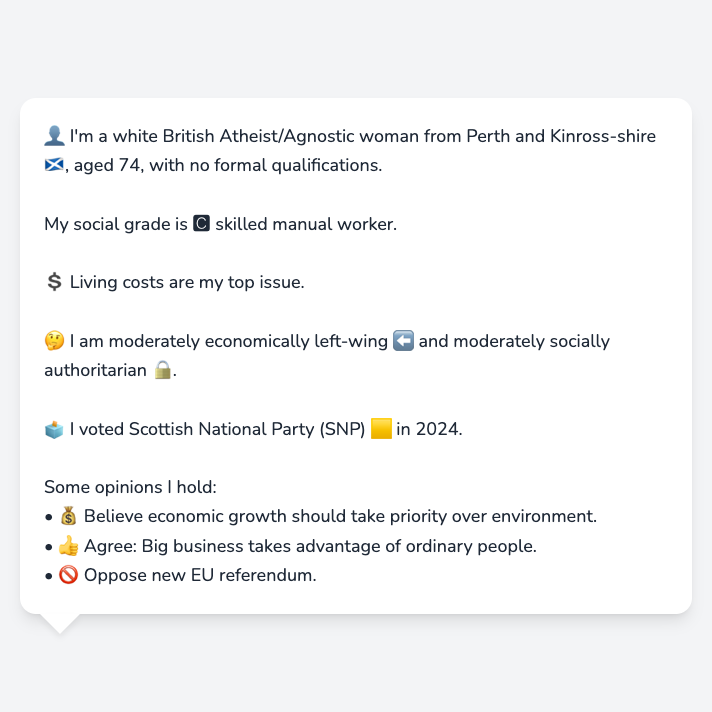 👤 I'm a white British Atheist/Agnostic woman from Perth and Kinross-shire
🏴󠁧󠁢󠁳󠁣󠁴󠁿, aged 74, with no formal qualifications.
My social grade is 🅲 skilled manual worker.
💲 Living costs are my top issue.
🤔 I am moderately economically left-wing ⬅️ and moderately socially
authoritarian 🔒.
🗳️ I voted Scottish National Party (SNP) 🟨 in 2024.
Some opinions I hold:
• 💰 Believe economic growth should take priority over environment.
• 👍 Agree: Big business takes advantage of ordinary people.
• 🚫 Oppose new EU referendum.